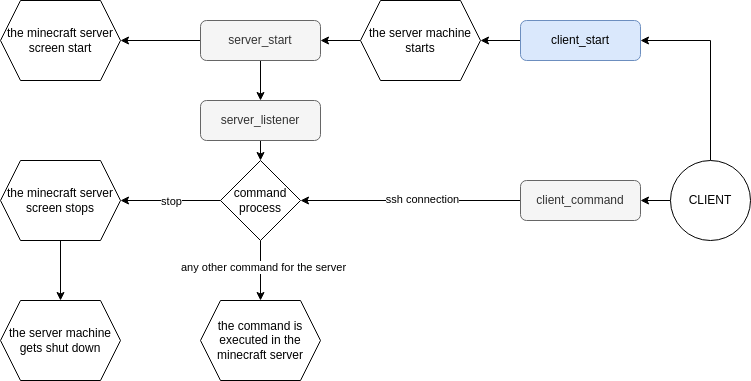 the minecraft server
screen start
server_start
the server machine
starts
client_start
server_listener
the minecraft server
screen stops
stop
command
process
ssh connection
client_command
CLIENT
any other command for the server
the server machine
gets shut down
the command is
executed in the
minecraft server